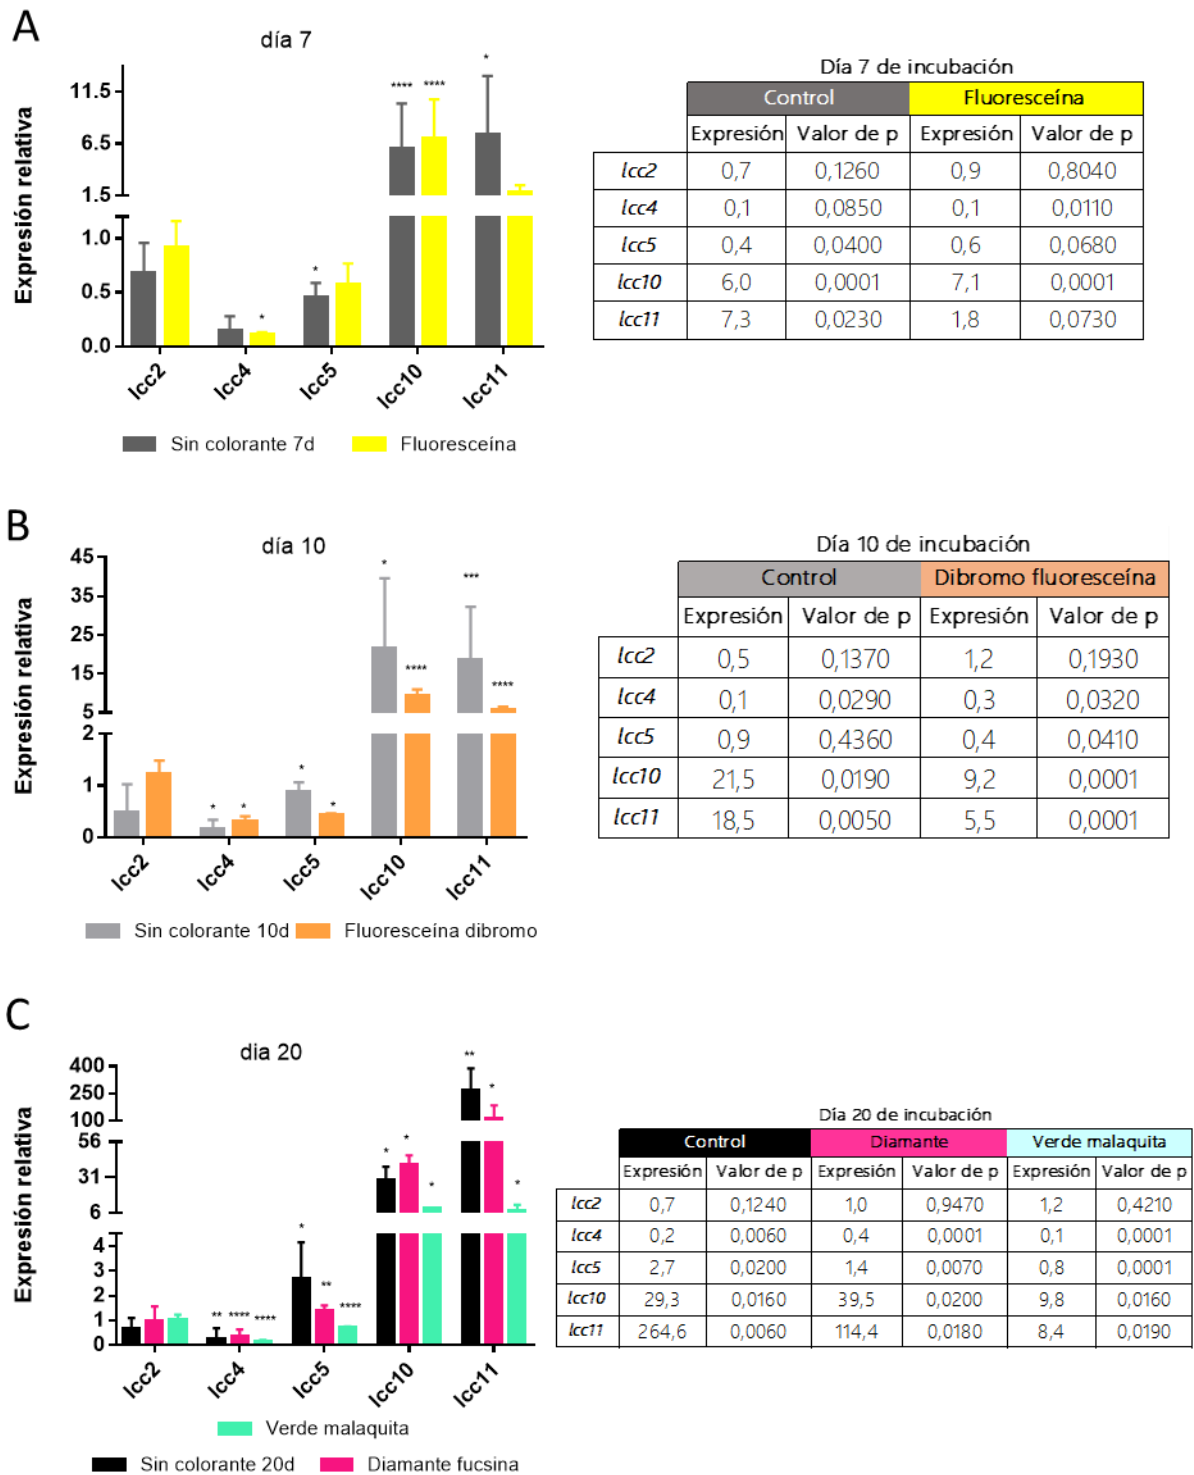 A
día 7
Expresión relativa
11.5
6.5
1.5
1.0
0.5
0.0
**** **** *
* *
lcc2 lcc4 lcc5 lcc10 lcc11
Sin colorante 7d Fluoresceína
Día 7 de incubación
Control Fluoresceína
Expresión Valor de p Expresión Valor de p
lcc2 0,7 0,1260 0,9 0,8040
lcc4 0,1 0,0850 0,1 0,0110
lcc5 0,4 0,0400 0,6 0,0680
lcc10 6,0 0,0001 7,1 0,0001
lcc11 7,3 0,0230 1,8 0,0730
B
día 10
Expresión relativa
45
35
25
15
5
2
1
0
* ***
**** ****
* * * *
lcc2 lcc4 lcc5 lcc10 lcc11
Sin colorante 10d Fluoresceína dibromo
Día 10 de incubación
Control Dibromo fluoresceína
Expresión Valor de p Expresión Valor de p
lcc2 0,5 0,1370 1,2 0,1930
lcc4 0,1 0,0290 0,3 0,0320
lcc5 0,9 0,4360 0,4 0,0410
lcc10 21,5 0,0190 9,2 0,0001
lcc11 18,5 0,0050 5,5 0,0001
C
dia 20
Expresión relativa
400
250
100
56
31
6
4
3
2
1
0
** *
* * * *
* ** ****
** **** ****
lcc2 lcc4 lcc5 lcc10 lcc11
Verde malaquita
Sin colorante 20d Diamante fucsina
Día 20 de incubación
Control Diamante Verde malaquita
Expresión Valor de p Expresión Valor de p Expresión Valor de p
lcc2 0,7 0,1240 1,0 0,9470 1,2 0,4210
lcc4 0,2 0,0060 0,4 0,0001 0,1 0,0001
lcc5 2,7 0,0200 1,4 0,0070 0,8 0,0001
lcc10 29,3 0,0160 39,5 0,0200 9,8 0,0160
lcc11 264,6 0,0060 114,4 0,0180 8,4 0,0190